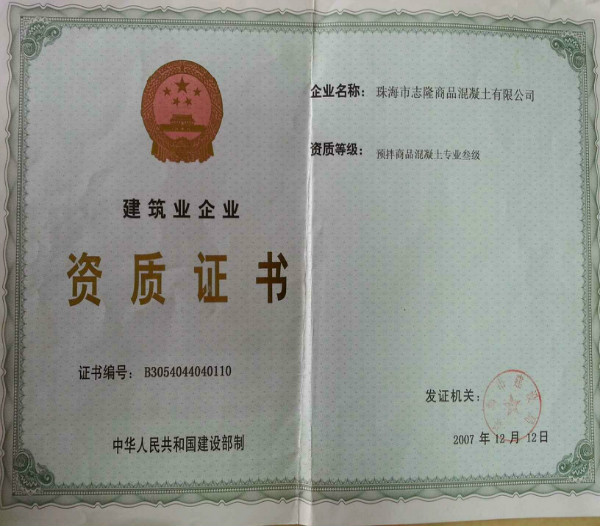 建筑业企业
资质证书
证书编号： B3054044040110
中华人民共和国建设部制
企业名称： 珠海市志隆商品混凝土有限公司
资质等级： 预拌商品混凝土专业叁级
发证机关：
2007 年 12 月 12 日